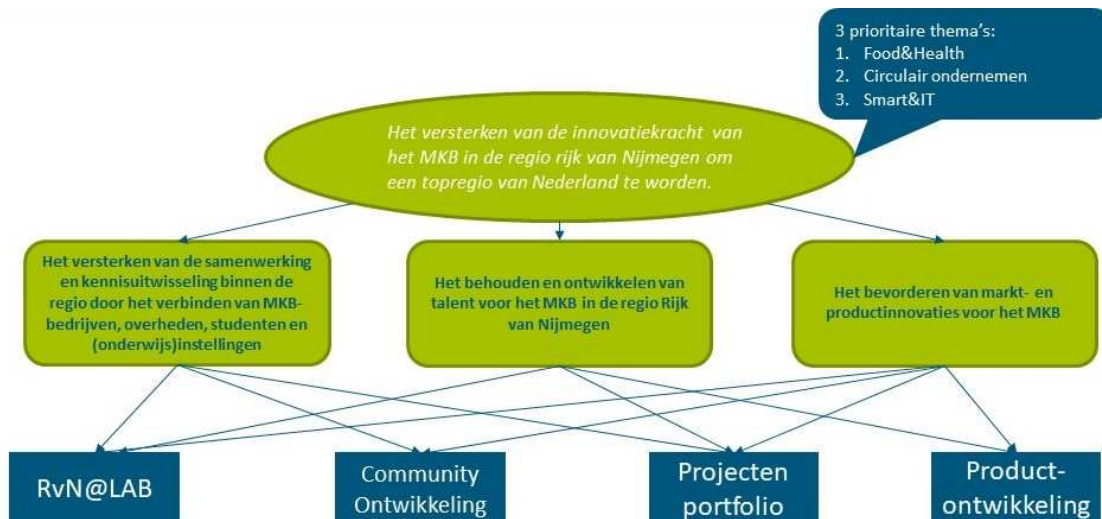 3 prioritaire thema's:
1. Food&Health
2. Circulair ondernemen
3. Smart&IT
Het versterken van de innovatiekracht van
het MKB in de regio rijk van Nijmegen om
een topregio van Nederland te worden.
Het versterken van de samenwerking
en kennisuitwisseling binnen de
regio door het verbinden van MKB-
bedrijven, overheden, studenten en
(onderwijs)instellingen
Het behouden en ontwikkelen van
talent voor het MKB in de regio Rijk
van Nijmegen
Het bevorderen van markt- en
productinnovaties voor het MKB
RvN@LAB
Community
Ontwikkeling
Projecten
portfolio
Product-
ontwikkeling